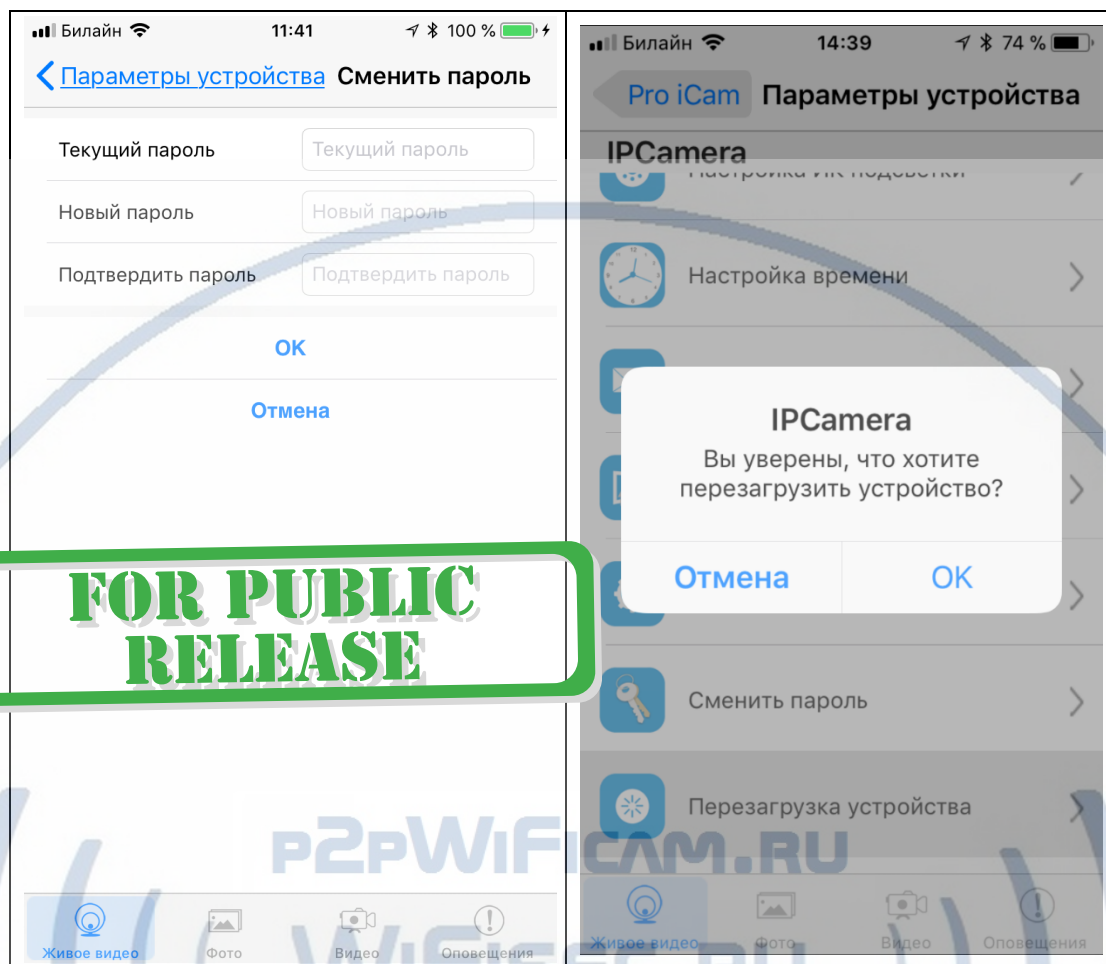 Билайн 11:41 100 %
Параметры устройства Сменить пароль
Текущий пароль Текущий пароль
Новый пароль Новый пароль
Подтвердить пароль Подтвердить пароль
OK
Отмена
Живое видео Фото Видео Оповещения
Билайн 14:39 74 %
Pro iCam Параметры устройства
IPCamera
Настройка ИК подсветки
Настройка времени
IPCamera
Вы уверены, что хотите
перезагрузить устройство?
Отмена OK
Сменить пароль
Перезагрузка устройства
Живое видео Фото Видео Оповещения
FOR PUBLIC
RELEASE
P2PWIFICAM.RU